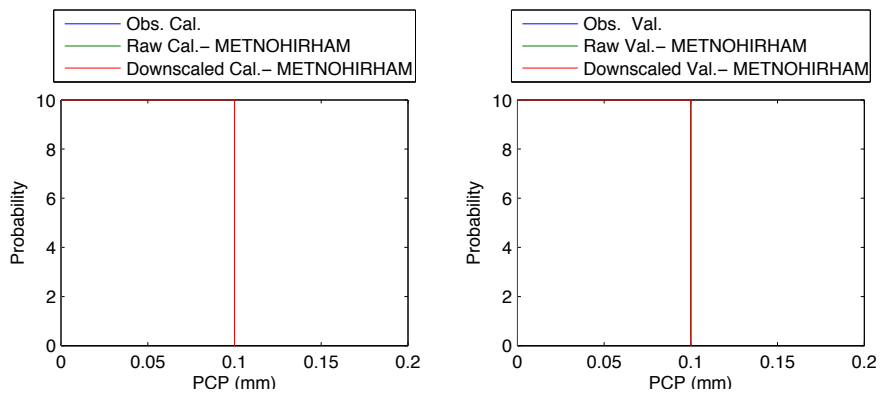 Obs. Cal.
Raw Cal.− METNOHIRHAM
Downscaled Cal.− METNOHIRHAM
10
8
6
4
2
0
Probability
0 0.05 0.1 0.15 0.2
PCP (mm)
Obs. Val.
Raw Val.− METNOHIRHAM
Downscaled Val.− METNOHIRHAM
10
8
6
4
2
0
Probability
0 0.05 0.1 0.15 0.2
PCP (mm)